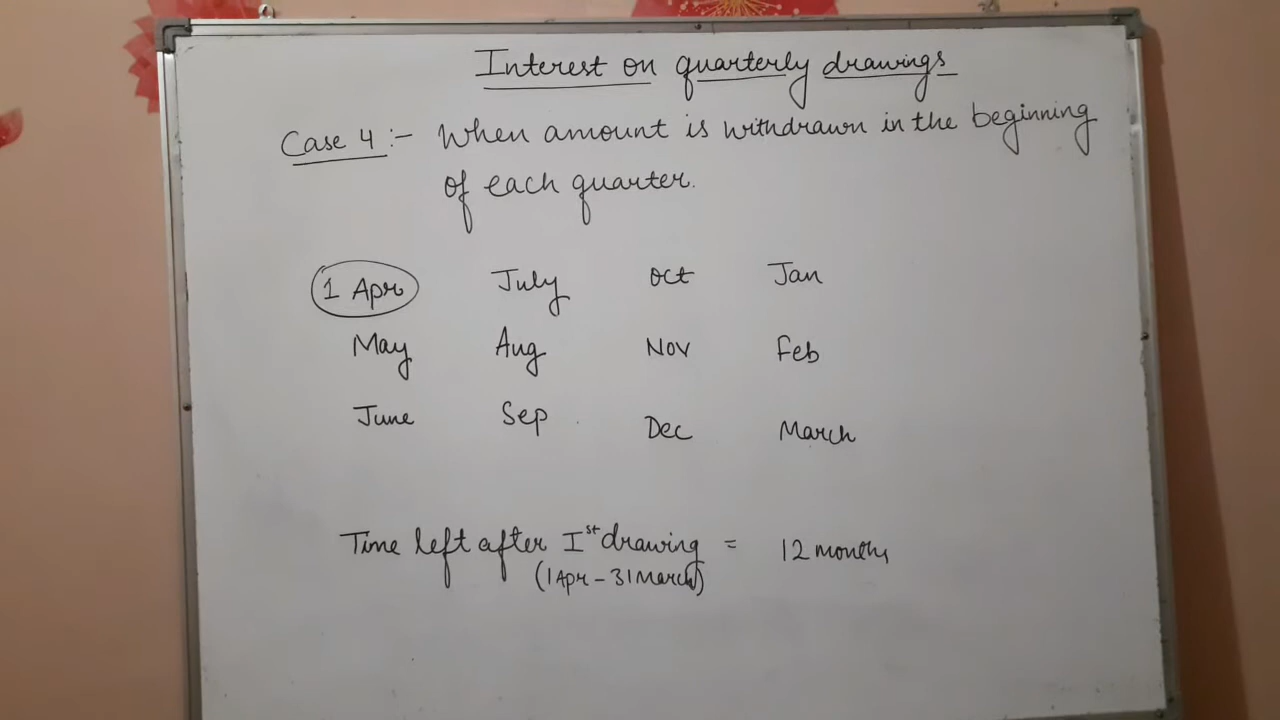 Interest on quarterly drawings
Case 4 :- When amount is withdrawn in the beginning
of each quarter.
1 Apr July Oct Jan
May Aug Nov Feb
June Sep Dec March
Time left after Ist drawing = 12 months
(1 Apr - 31 March)